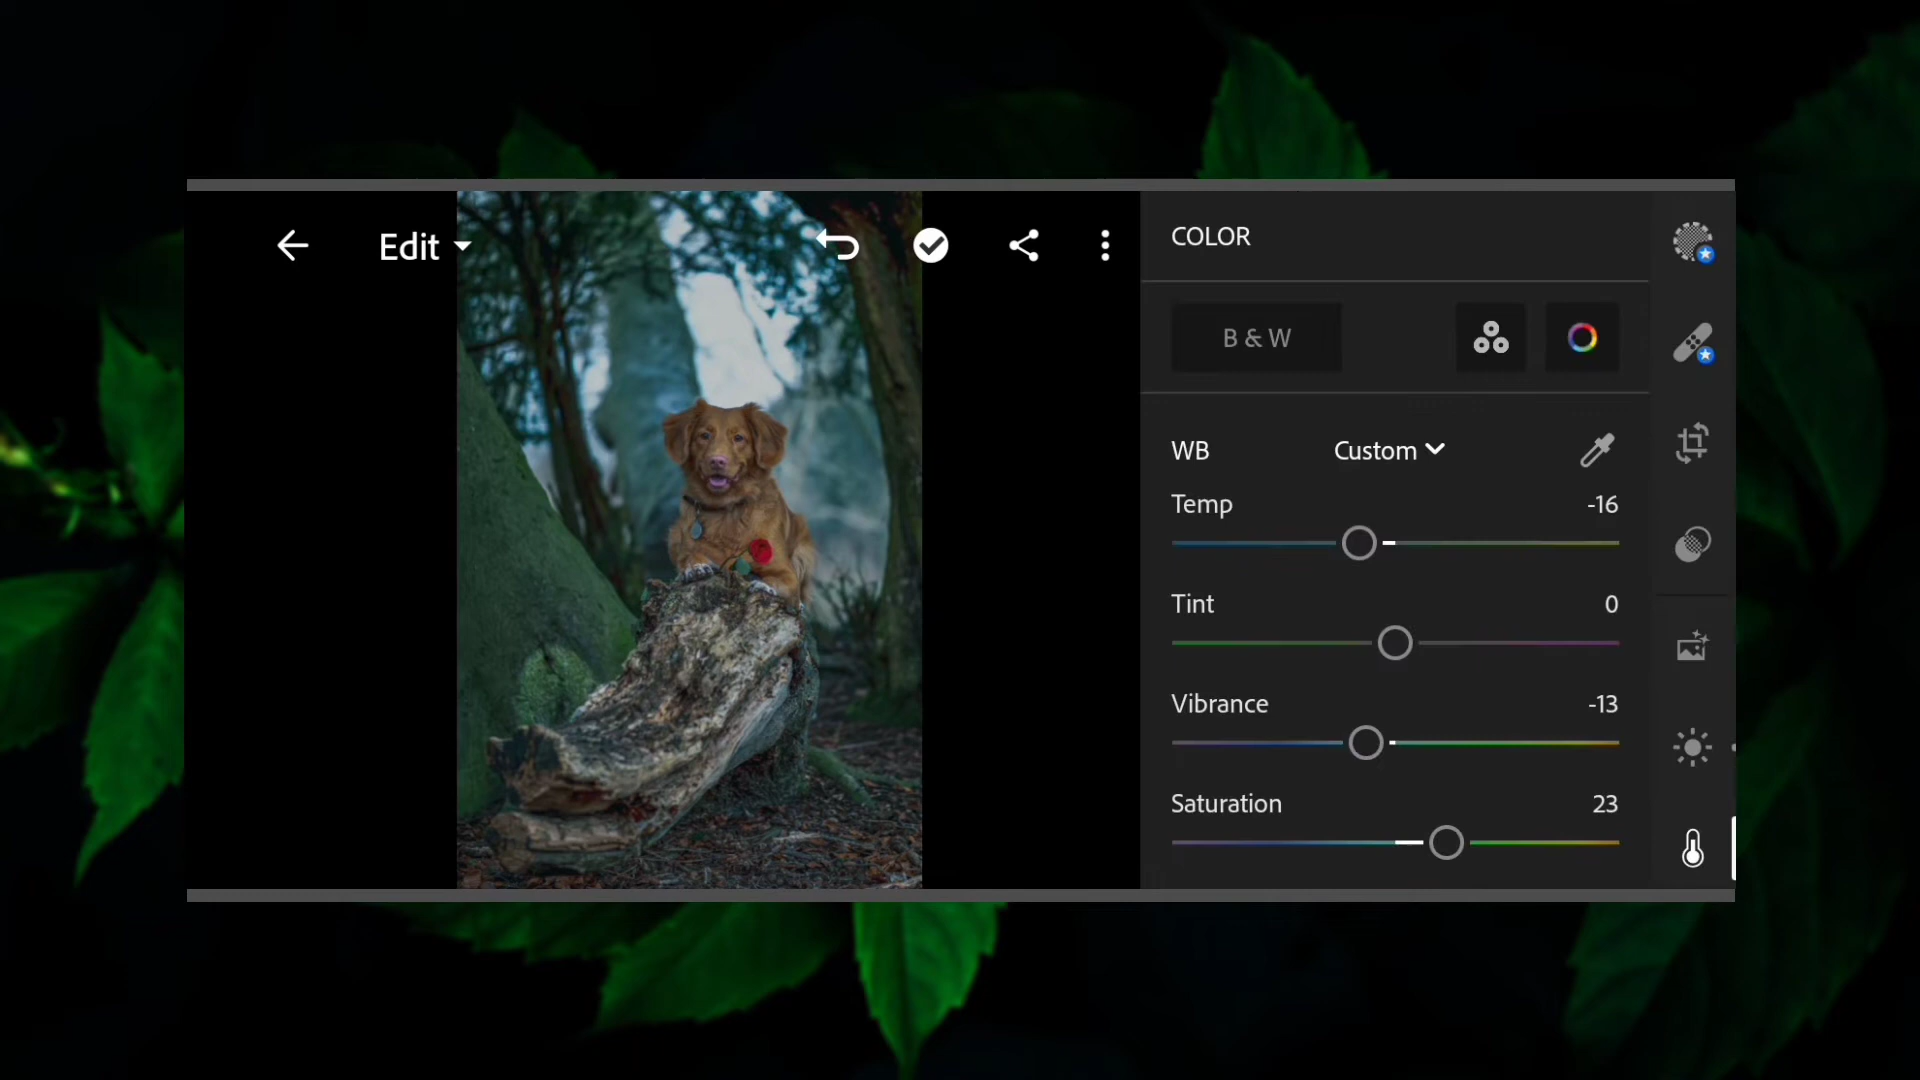 Edit
COLOR
B & W
WB Custom
Temp -16
Tint 0
Vibrance -13
Saturation 23